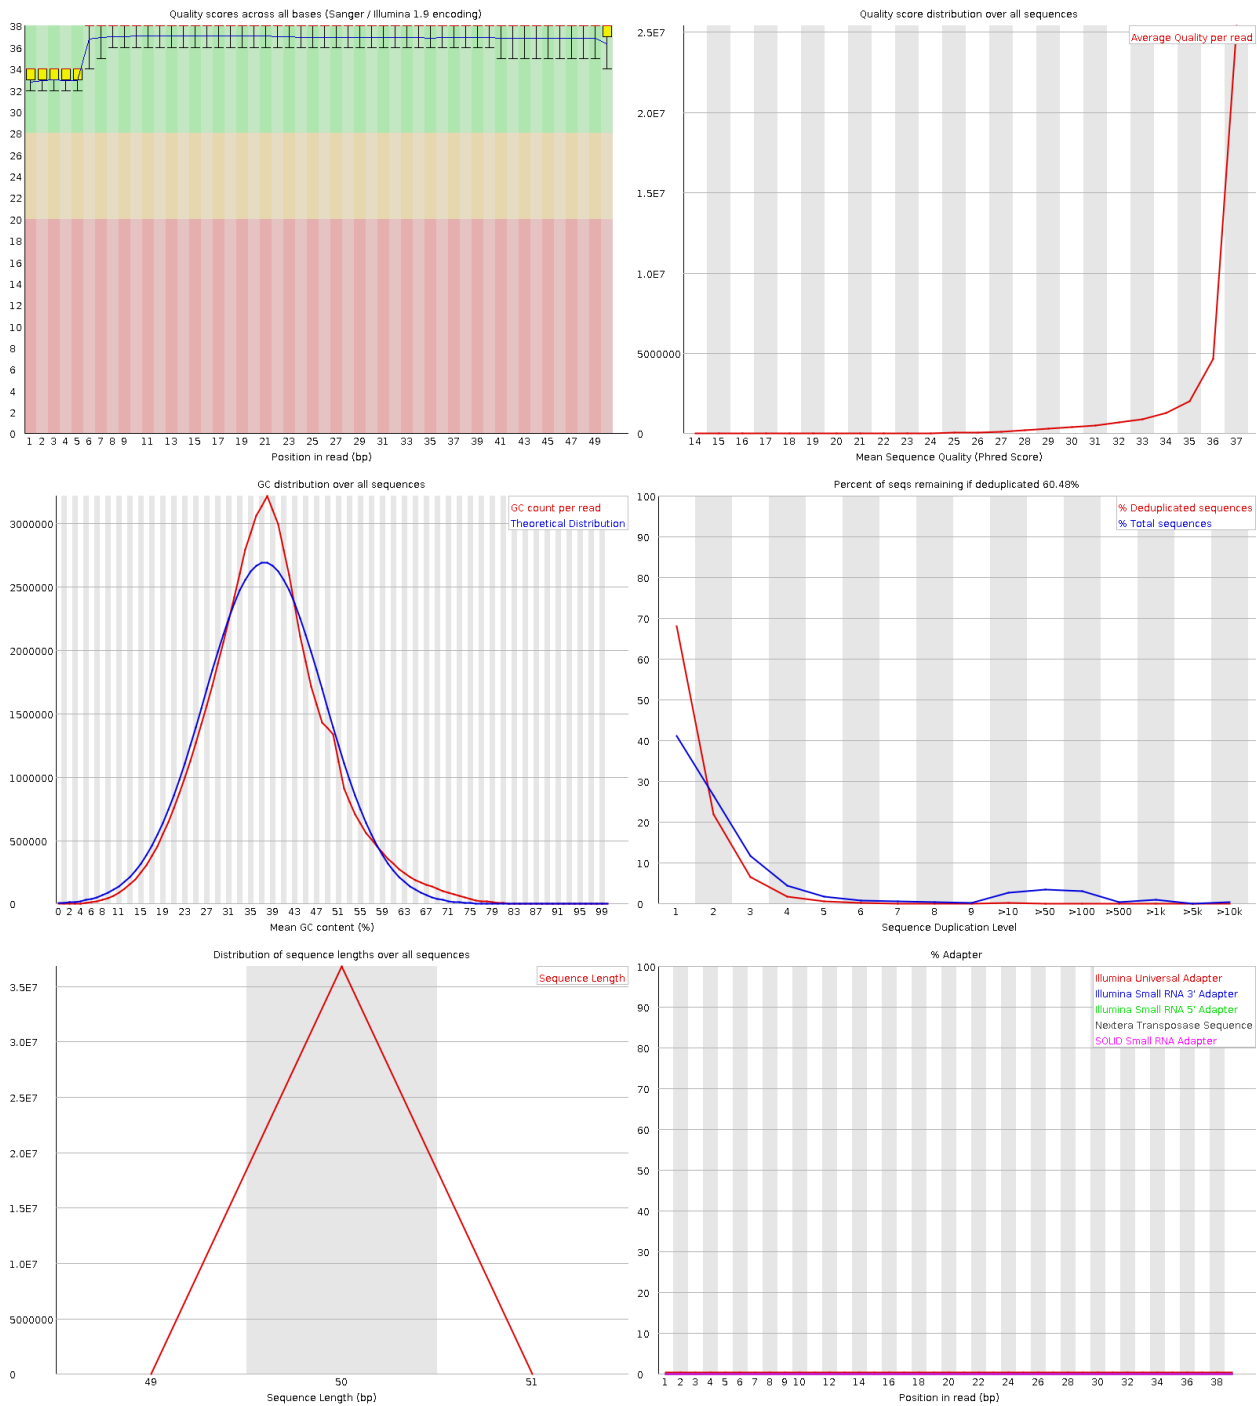 Quality scores across all bases (Sanger / Illumina 1.9 encoding)
38
36
34
32
30
28
26
24
22
20
18
16
14
12
10
8
6
4
2
0
1 2 3 4 5 6 7 8 9 11 13 15 17 19 21 23 25 27 29 31 33 35 37 39 41 43 45 47 49
Position in read (bp)
Quality score distribution over all sequences
Average Quality per read
2.5E7
2.0E7
1.5E7
1.0E7
5000000
0
14 15 16 17 18 19 20 21 22 23 24 25 26 27 28 29 30 31 32 33 34 35 36 37
Mean Sequence Quality (Phred Score)
GC distribution over all sequences
GC count per read
Theoretical Distribution
3000000
2500000
2000000
1500000
1000000
500000
0
0 2 4 6 8 11 15 19 23 27 31 35 39 43 47 51 55 59 63 67 71 75 79 83 87 91 95 99
Mean GC content (%)
Percent of seqs remaining if deduplicated 60.48%
% Deduplicated sequences
% Total sequences
100
90
80
70
60
50
40
30
20
10
0
1 2 3 4 5 6 7 8 9 >10 >50 >100 >500 >1k >5k >10k
Sequence Duplication Level
Distribution of sequence lengths over all sequences
Sequence Length
3.5E7
3.0E7
2.5E7
2.0E7
1.5E7
1.0E7
5000000
0
49 50 51
Sequence Length (bp)
% Adapter
Illumina Universal Adapter
Illumina Small RNA 3' Adapter
Illumina Small RNA 5' Adapter
Nextera Transposase Sequence
SOLID Small RNA Adapter
100
90
80
70
60
50
40
30
20
10
0
1 2 3 4 5 6 7 8 9 10 12 14 16 18 20 22 24 26 28 30 32 34 36 38
Position in read (bp)